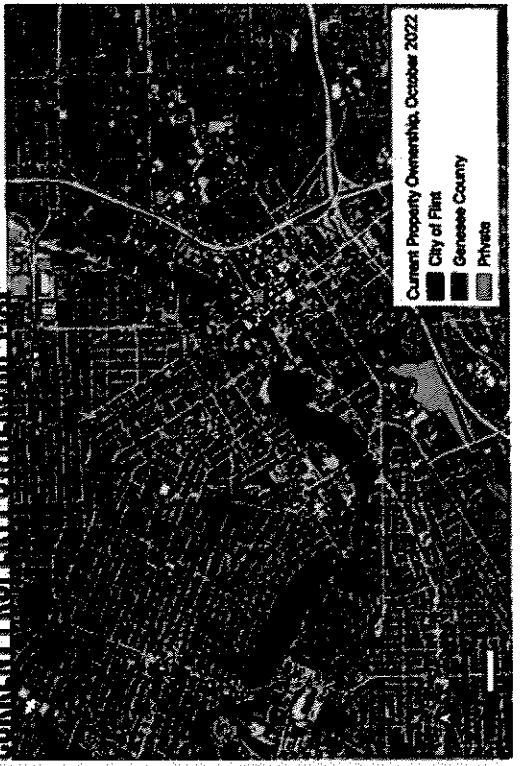 Current Property Ownership, October 2022
City of Flint
Genesee County
Private